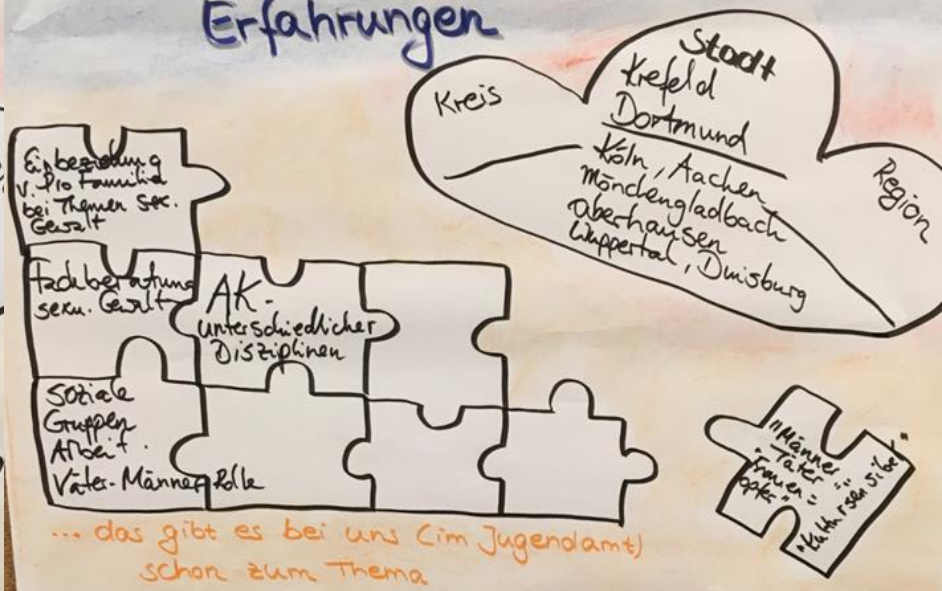 Erfahrungen
Kreis
Stadt
Krefeld
Dortmund
Köln, Aachen
Mönchengladbach
Oberhausen
Wuppertal, Duisburg
Region
Einbeziehung
v. Pro Familia
bei Themen sex.
Gewalt
Fachberatung
sexu. Gewalt
AK-
unterschiedlicher
Disziplinen
Soziale
Gruppen
Arbeit.
Väter-Männer Rolle
"Männer
Täter"
"Frauen =
opfer"
"Kultursensibel"
... das gibt es bei uns (im Jugendamt)
schon zum Thema